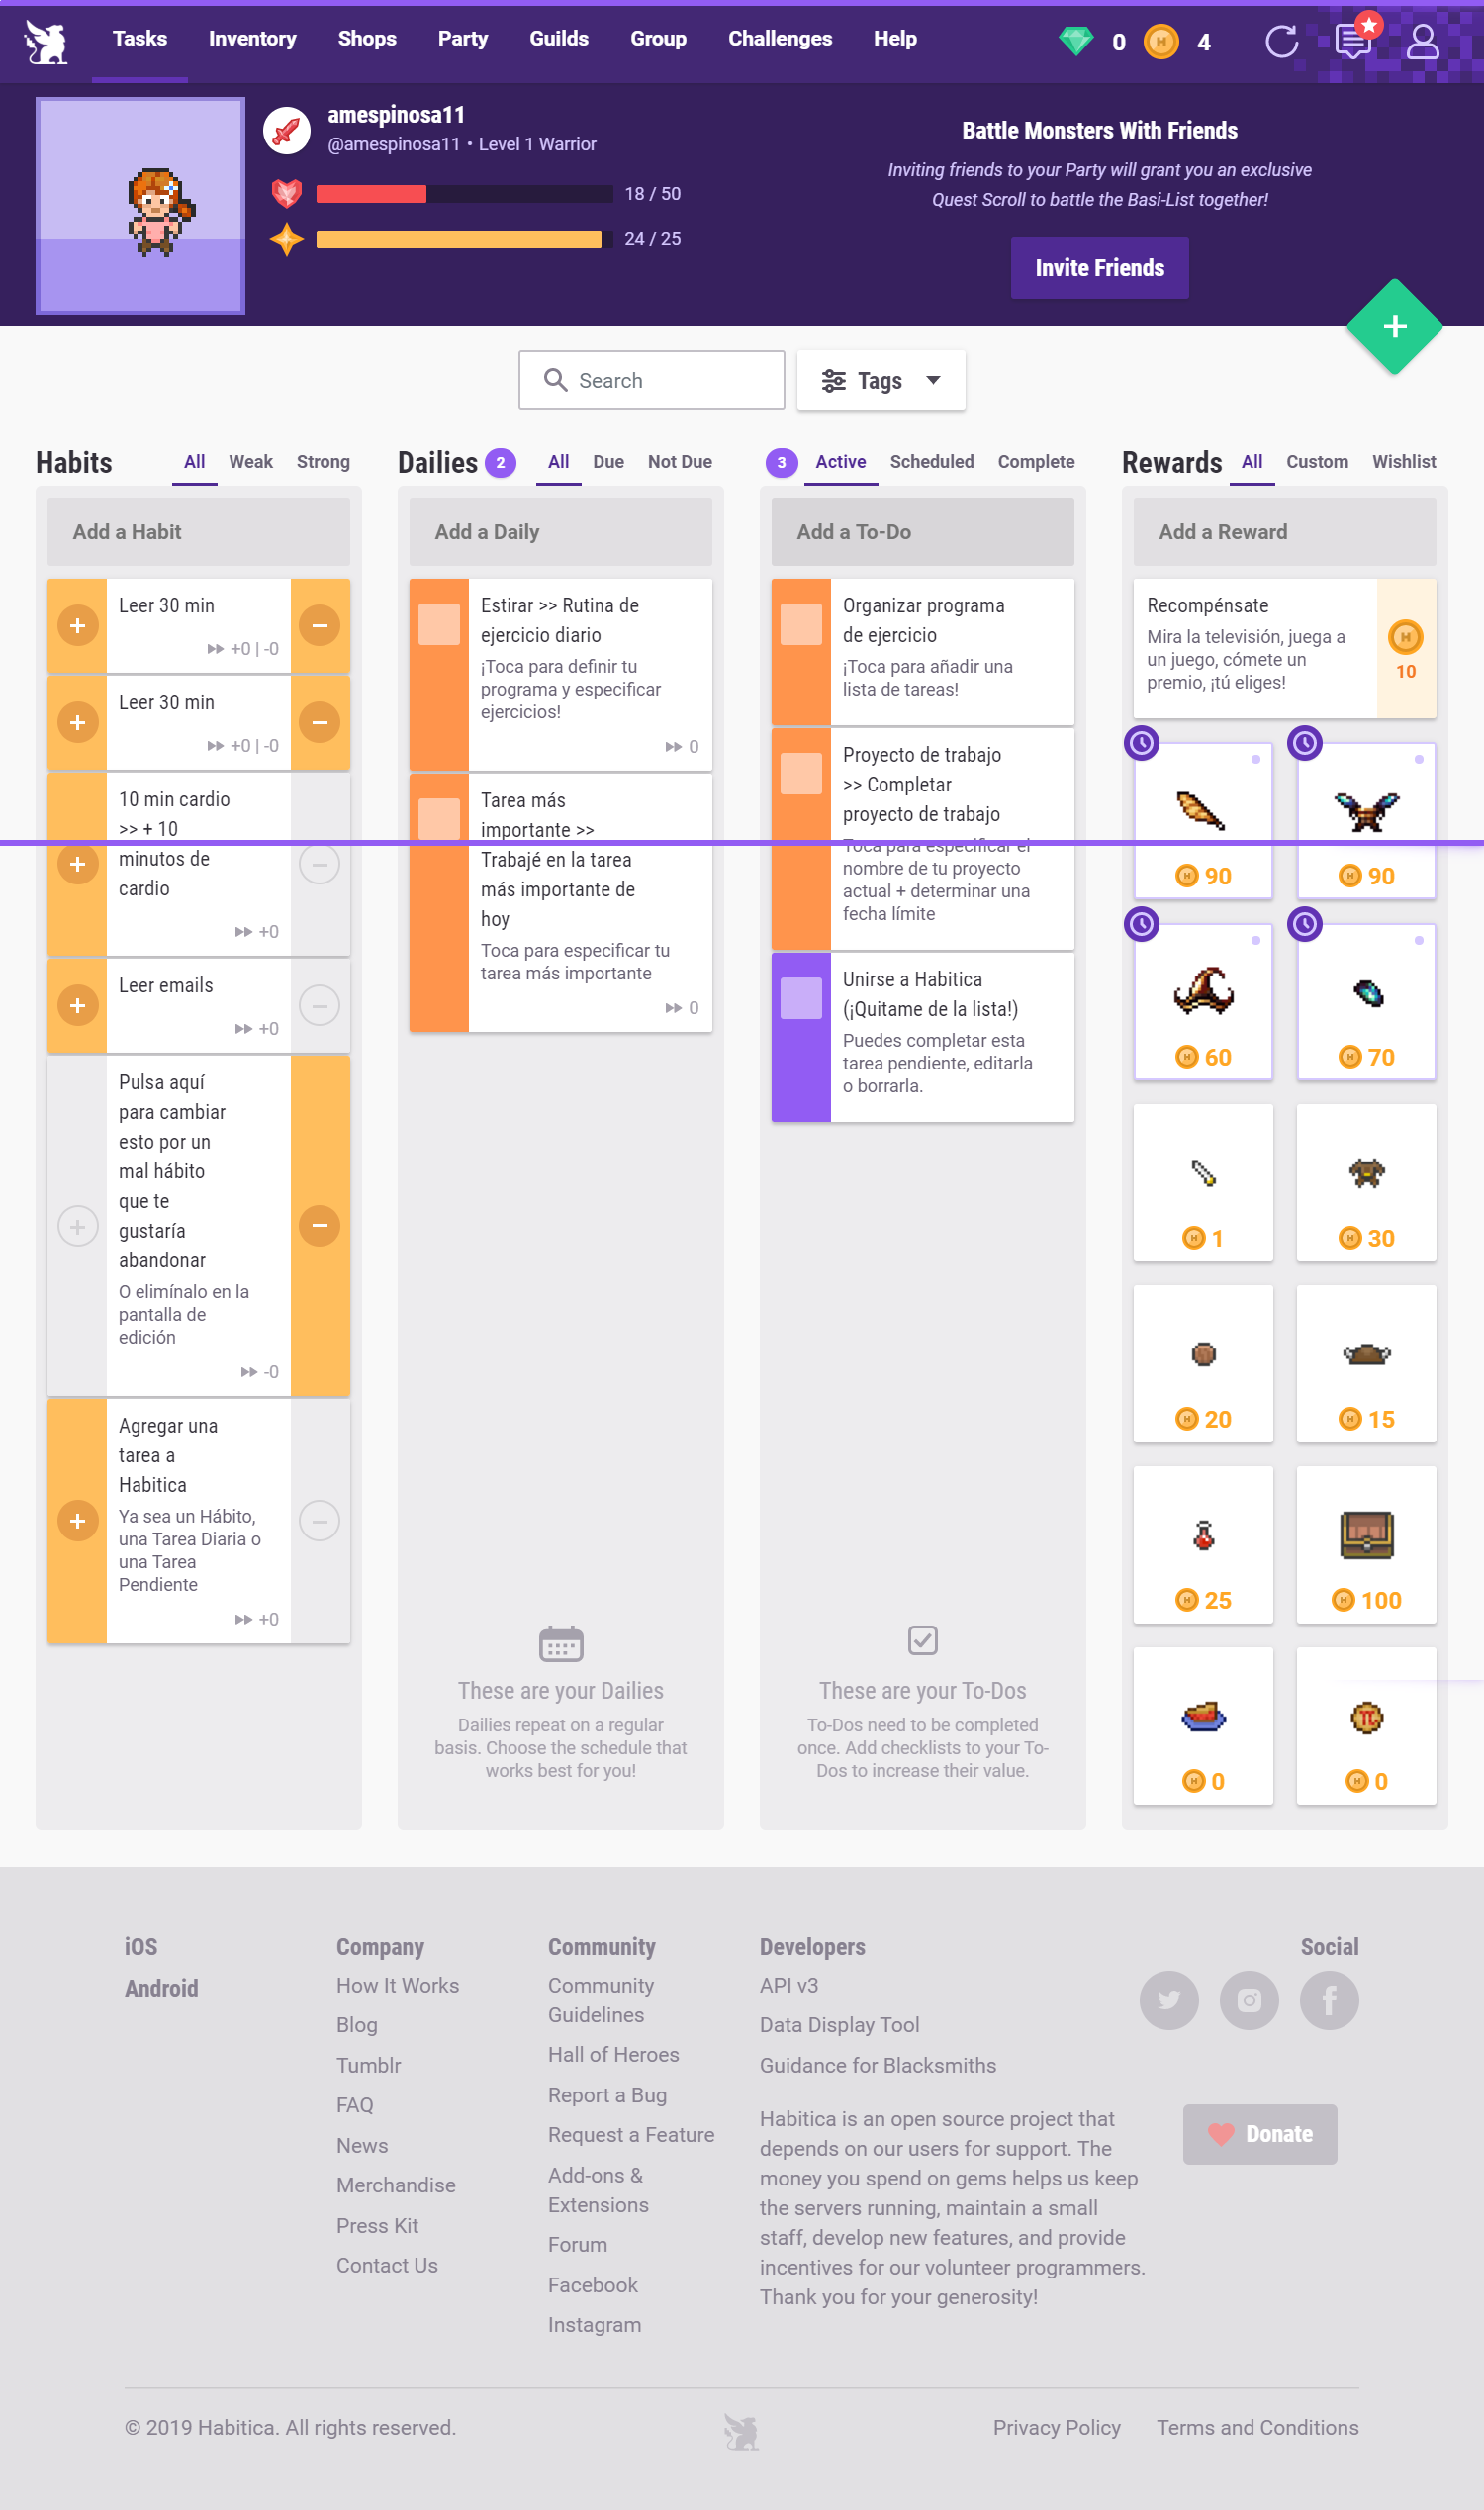 Tasks Inventory Shops Party Guilds Group Challenges Help 0 4
amespinosa11
@amespinosa11 • Level 1 Warrior
18 / 50
24 / 25
Battle Monsters With Friends
Inviting friends to your Party will grant you an exclusive
Quest Scroll to battle the Basi-List together!
Invite Friends
Search
Tags
Habits
All Weak Strong
Add a Habit
Leer 30 min
+0 | -0
Leer 30 min
+0 | -0
10 min cardio
>> + 10
minutos de
cardio
+0
Leer emails
+0
Pulsa aquí
para cambiar
esto por un
mal hábito
que te
gustaría
abandonar
O elimínalo en la
pantalla de
edición
-0
Agregar una
tarea a
Habitica
Ya sea un Hábito,
una Tarea Diaria o
una Tarea
Pendiente
+0
Dailies 2
All Due Not Due
Add a Daily
Estirar >> Rutina de
ejercicio diario
¡Toca para definir tu
programa y especificar
ejercicios!
0
Tarea más
importante >>
Trabajé en la tarea
más importante de
hoy
Toca para especificar tu
tarea más importante
0
These are your Dailies
Dailies repeat on a regular
basis. Choose the schedule that
works best for you!
3 Active Scheduled Complete
Add a To-Do
Organizar programa
de ejercicio
¡Toca para añadir una
lista de tareas!
Proyecto de trabajo
>> Completar
proyecto de trabajo
Toca para especificar el
nombre de tu proyecto
actual + determinar una
fecha límite
Unirse a Habitica
(¡Quitame de la lista!)
Puedes completar esta
tarea pendiente, editarla
o borrarla.
These are your To-Dos
To-Dos need to be completed
once. Add checklists to your To-
Dos to increase their value.
Rewards
All Custom Wishlist
Add a Reward
Recompénsate
Mira la televisión, juega a
un juego, cómete un
premio, ¡tú eliges!
10
90 90
60 70
1 30
20 15
25 100
0 0
iOS
Android
Company
How It Works
Blog
Tumblr
FAQ
News
Merchandise
Press Kit
Contact Us
Community
Community
Guidelines
Hall of Heroes
Report a Bug
Request a Feature
Add-ons &
Extensions
Forum
Facebook
Instagram
Developers
API v3
Data Display Tool
Guidance for Blacksmiths
Habitica is an open source project that
depends on our users for support. The
money you spend on gems helps us keep
the servers running, maintain a small
staff, develop new features, and provide
incentives for our volunteer programmers.
Thank you for your generosity!
Social
Donate
© 2019 Habitica. All rights reserved.
Privacy Policy Terms and Conditions